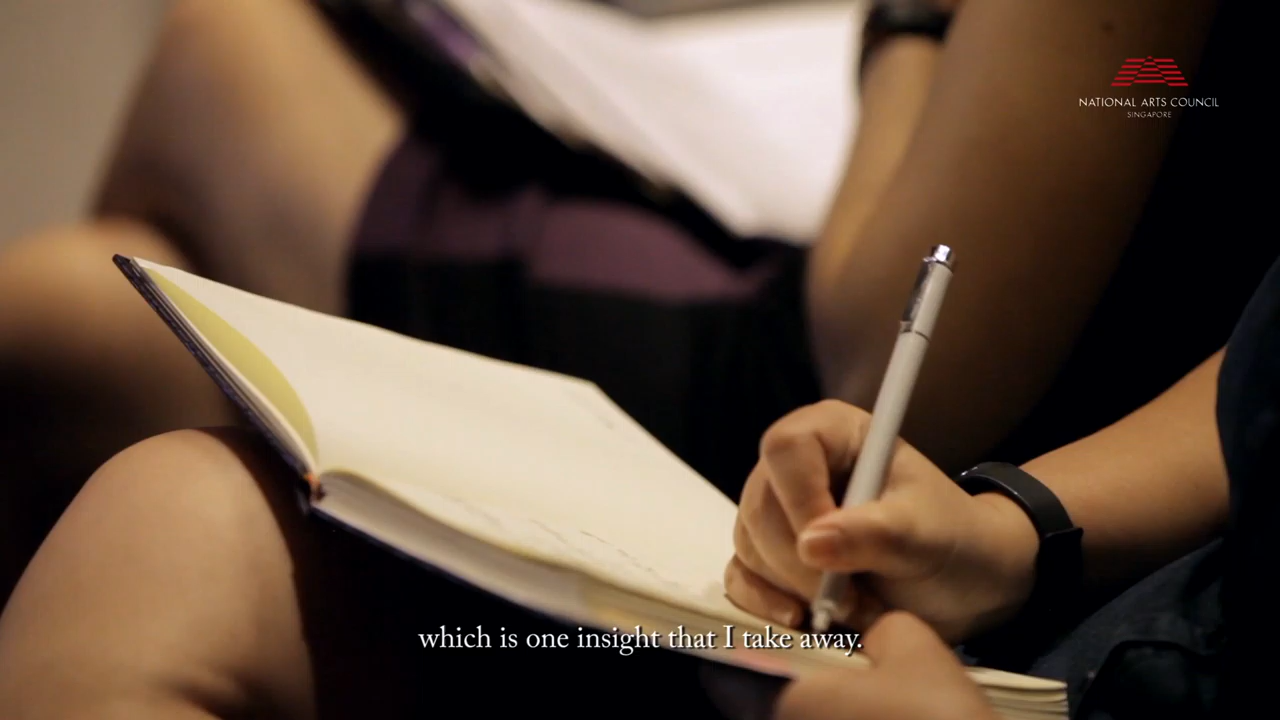 NATIONAL ARTS COUNCIL
SINGAPORE
which is one insight that I take away.